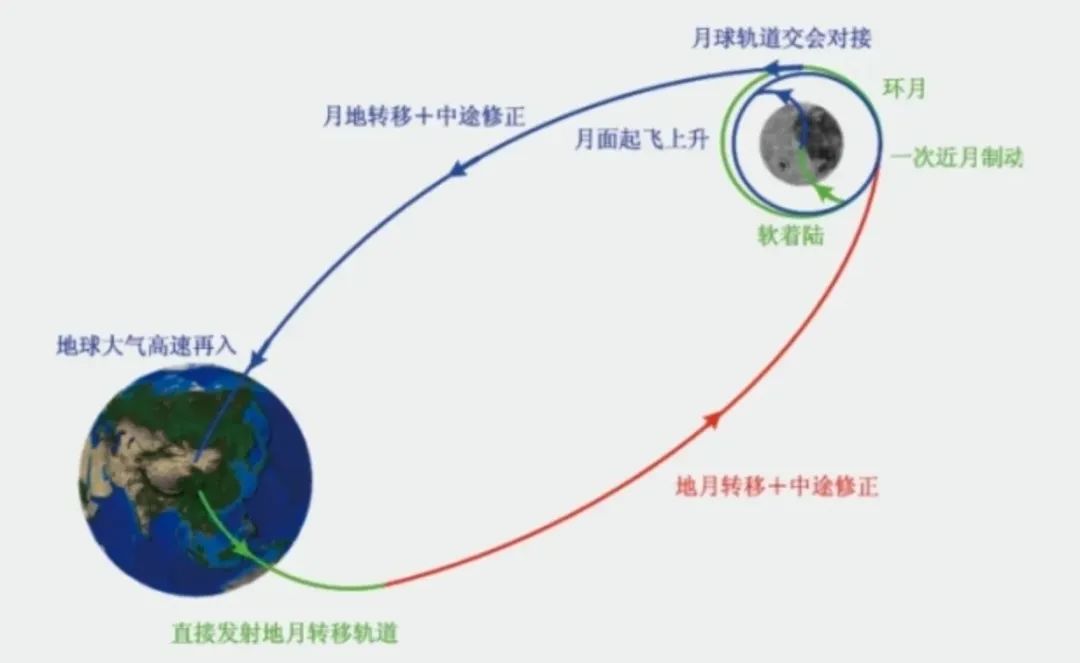 月球轨道交会对接
环月
月地转移＋中途修正
月面起飞上升
一次近月制动
软着陆
地球大气高速再入
地月转移＋中途修正
直接发射地月转移轨道